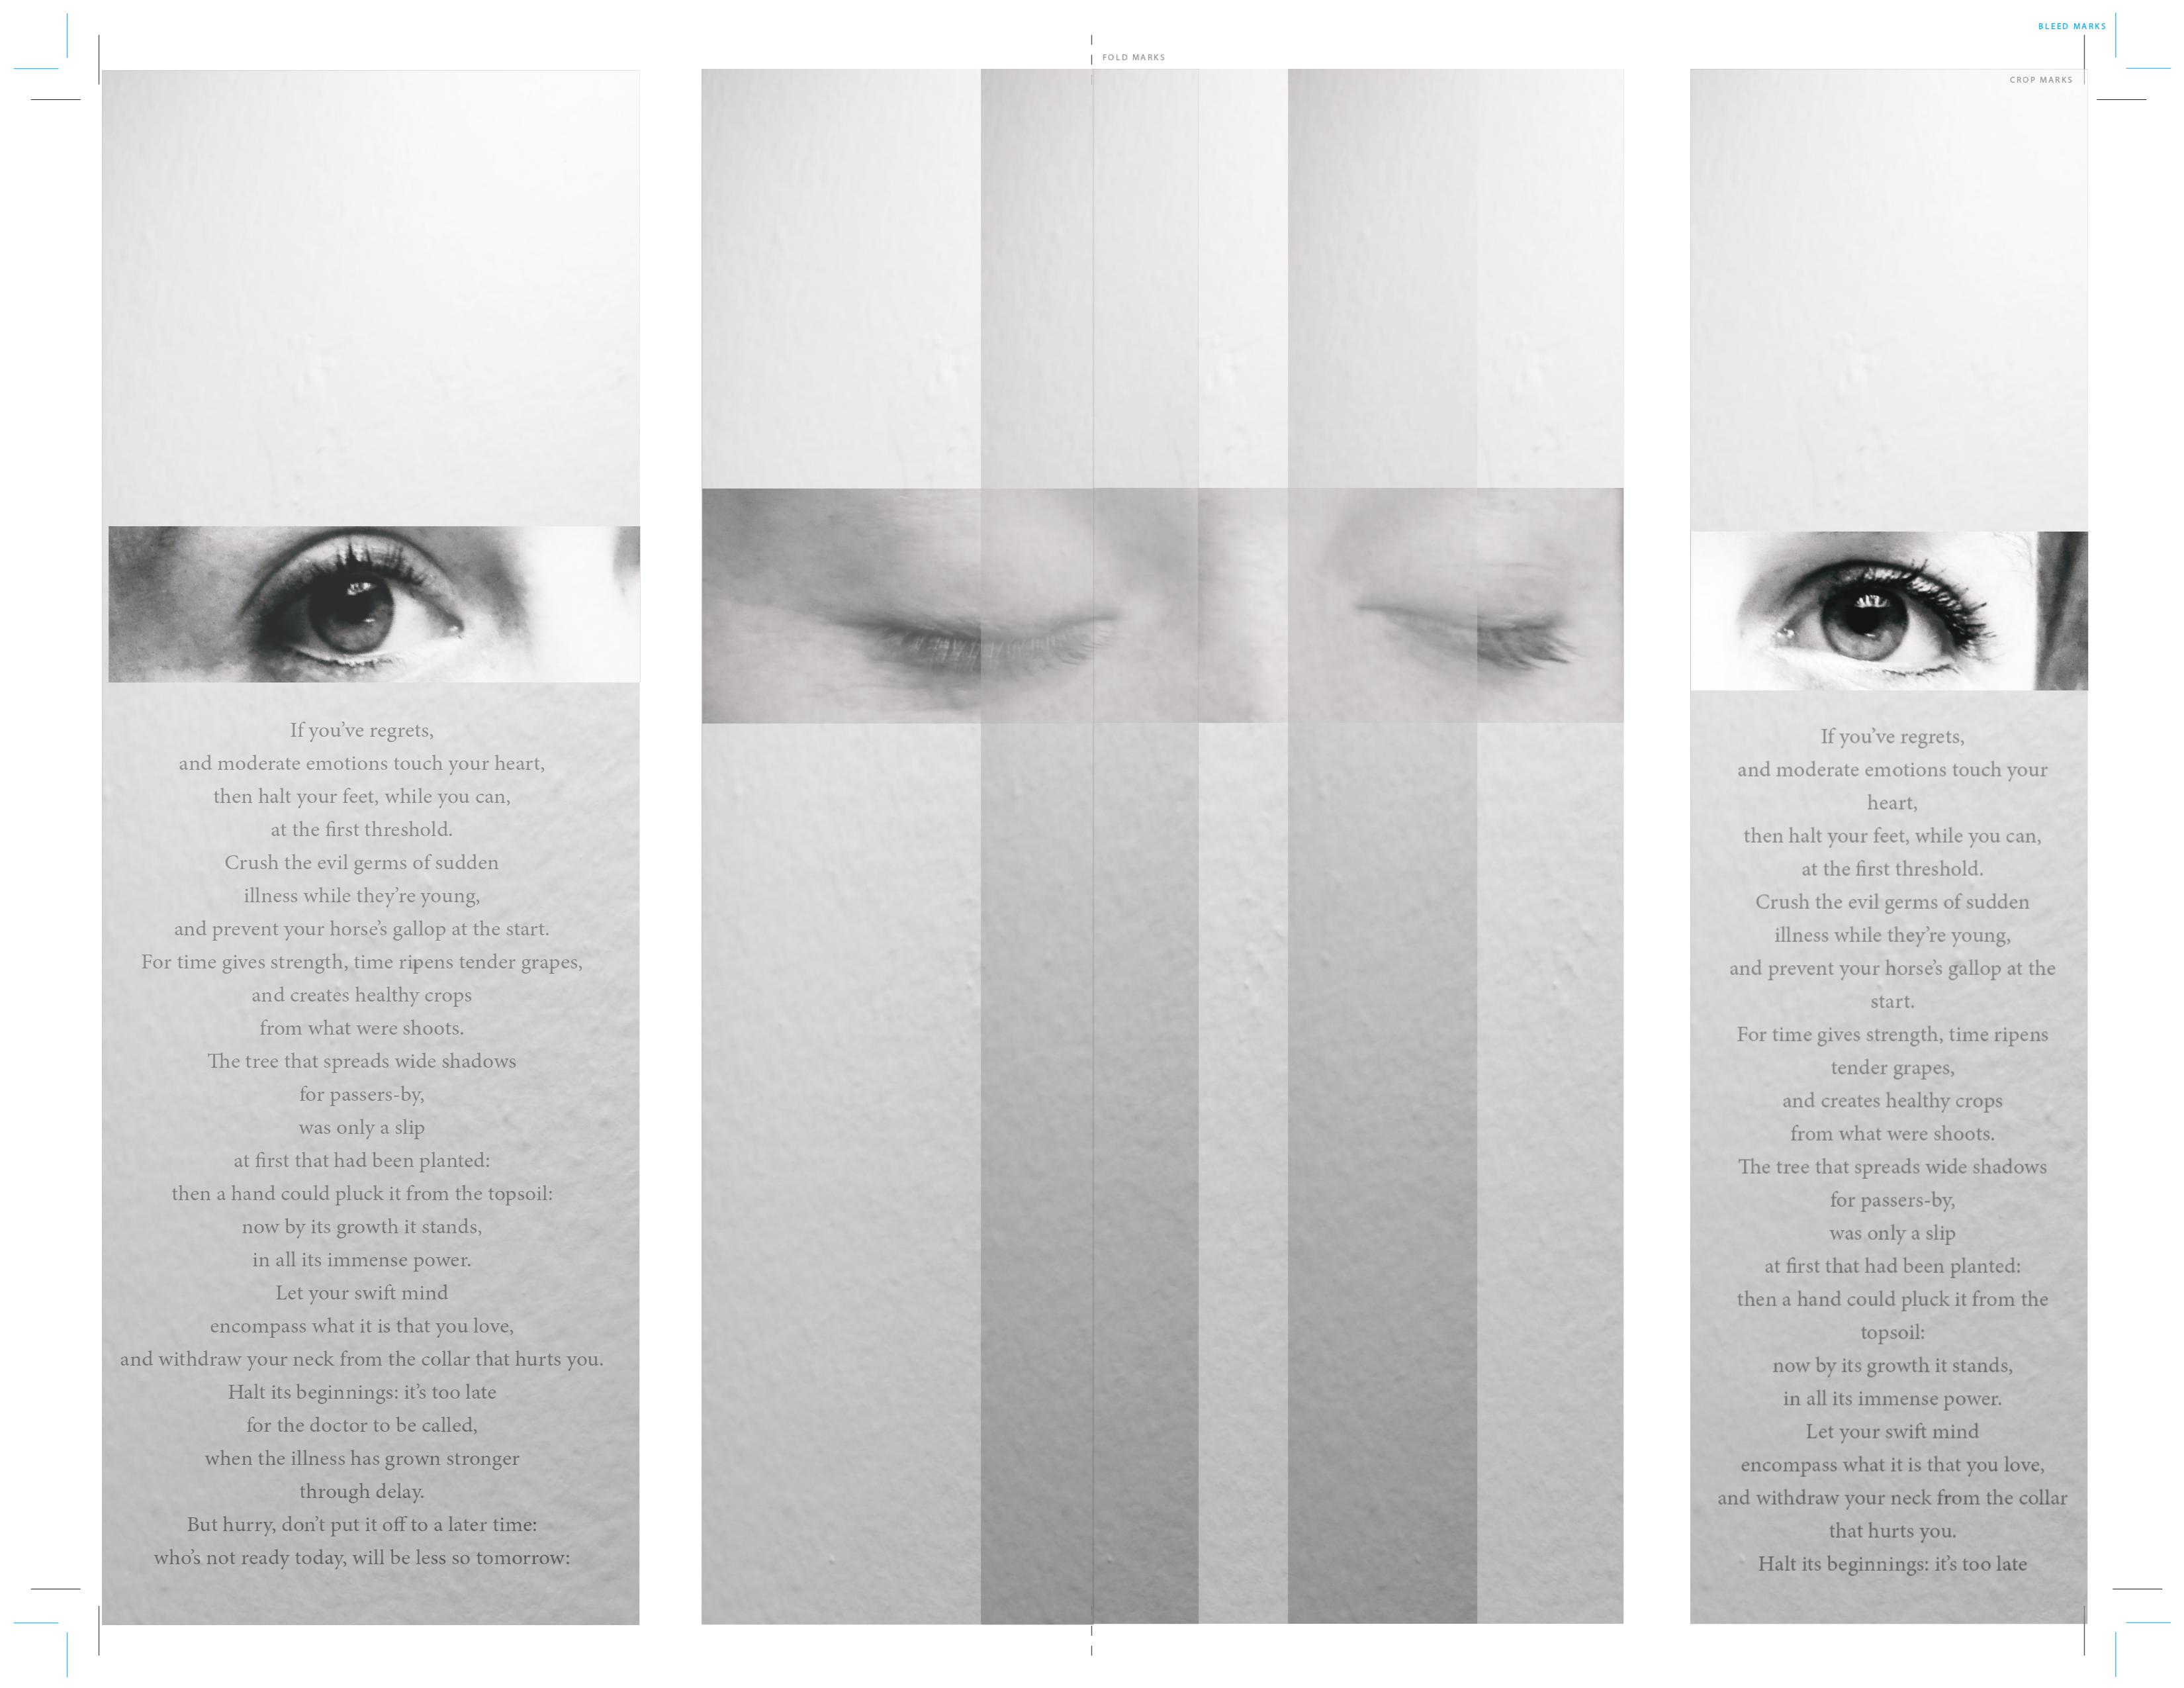 BLEED MARKS
FOLD MARKS
CROP MARKS
If you’ve regrets,
and moderate emotions touch your heart,
then halt your feet, while you can,
at the first threshold.
Crush the evil germs of sudden
illness while they’re young,
and prevent your horse’s gallop at the start.
For time gives strength, time ripens tender grapes,
and creates healthy crops
from what were shoots.
The tree that spreads wide shadows
for passers-by,
was only a slip
at first that had been planted:
then a hand could pluck it from the topsoil:
now by its growth it stands,
in all its immense power.
Let your swift mind
encompass what it is that you love,
and withdraw your neck from the collar that hurts you.
Halt its beginnings: it’s too late
for the doctor to be called,
when the illness has grown stronger
through delay.
But hurry, don’t put it off to a later time:
who’s not ready today, will be less so tomorrow:
If you’ve regrets,
and moderate emotions touch your
heart,
then halt your feet, while you can,
at the first threshold.
Crush the evil germs of sudden
illness while they’re young,
and prevent your horse’s gallop at the
start.
For time gives strength, time ripens
tender grapes,
and creates healthy crops
from what were shoots.
The tree that spreads wide shadows
for passers-by,
was only a slip
at first that had been planted:
then a hand could pluck it from the
topsoil:
now by its growth it stands,
in all its immense power.
Let your swift mind
encompass what it is that you love,
and withdraw your neck from the collar
that hurts you.
Halt its beginnings: it’s too late